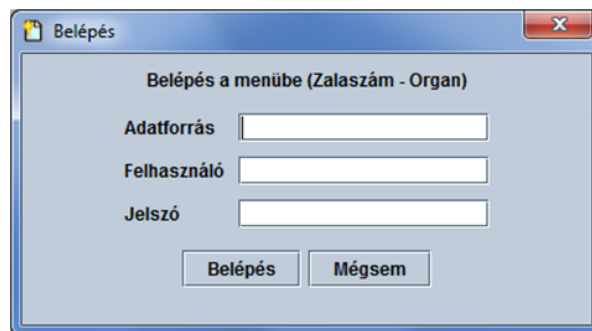 Belépés
Belépés a menübe (Zalaszám - Organ)
Adatforrás
Felhasználó
Jelszó
Belépés Mégsem